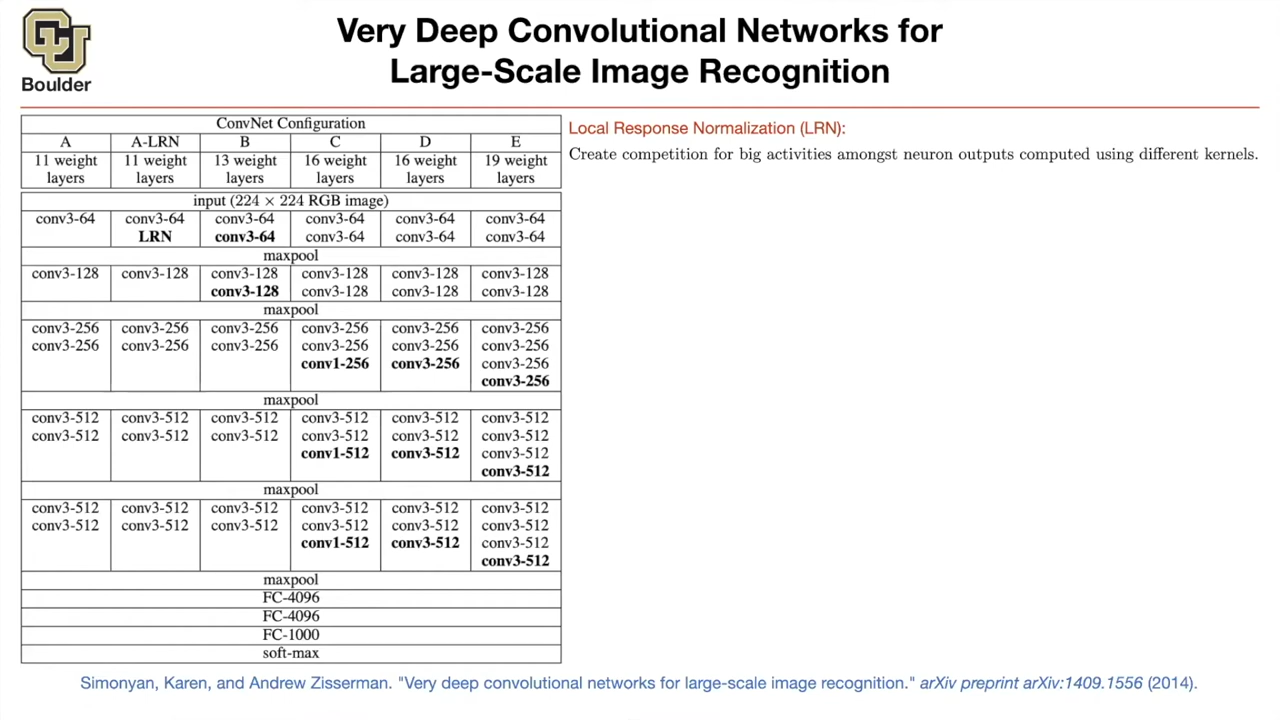 CU
Boulder
Very Deep Convolutional Networks for
Large-Scale Image Recognition
ConvNet Configuration
A A-LRN B C D E
11 weight layers 11 weight layers 13 weight layers 16 weight layers 16 weight layers 19 weight layers
input (224 × 224 RGB image)
conv3-64 conv3-64 conv3-64 conv3-64 conv3-64 conv3-64
LRN conv3-64 conv3-64 conv3-64 conv3-64
maxpool
conv3-128 conv3-128 conv3-128 conv3-128 conv3-128 conv3-128
conv3-128 conv3-128 conv3-128 conv3-128
maxpool
conv3-256 conv3-256 conv3-256 conv3-256 conv3-256 conv3-256
conv3-256 conv3-256 conv3-256 conv3-256 conv3-256 conv3-256
conv1-256 conv3-256 conv3-256
conv3-256
maxpool
conv3-512 conv3-512 conv3-512 conv3-512 conv3-512 conv3-512
conv3-512 conv3-512 conv3-512 conv3-512 conv3-512 conv3-512
conv1-512 conv3-512 conv3-512
conv3-512
maxpool
conv3-512 conv3-512 conv3-512 conv3-512 conv3-512 conv3-512
conv3-512 conv3-512 conv3-512 conv3-512 conv3-512 conv3-512
conv1-512 conv3-512 conv3-512
conv3-512
maxpool
FC-4096
FC-4096
FC-1000
soft-max
Local Response Normalization (LRN):
Create competition for big activities amongst neuron outputs computed using different kernels.
Simonyan, Karen, and Andrew Zisserman. "Very deep convolutional networks for large-scale image recognition." arXiv preprint arXiv:1409.1556 (2014).